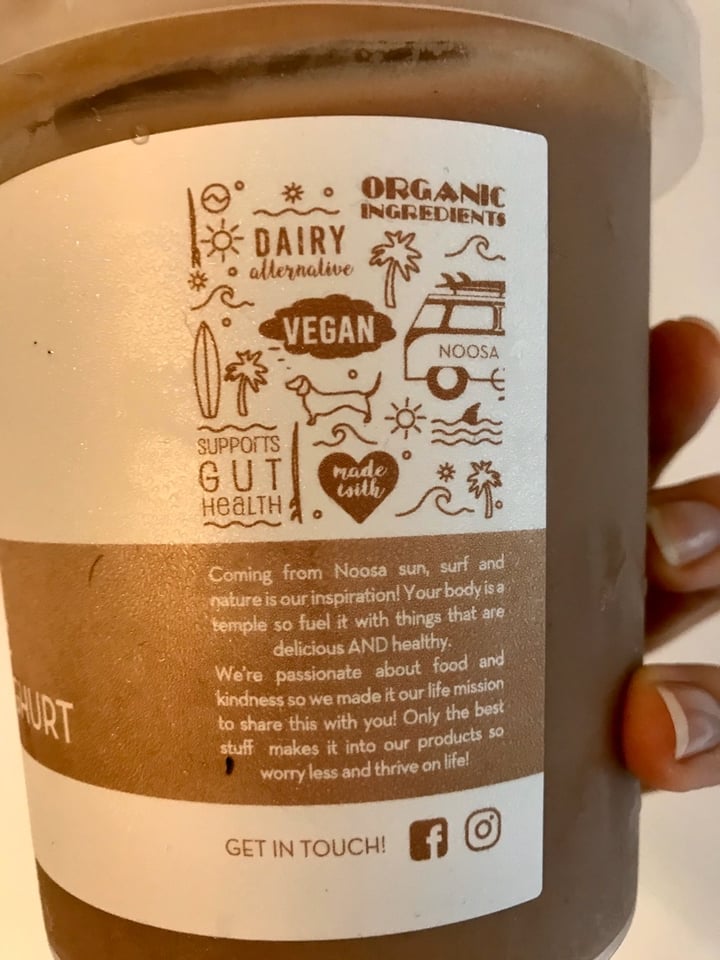 ORGANIC
INGREDIENTS
DAIRY
alternative
VEGAN
NOOSA
SUPPORTS
GUT
HEALTH
made
with
Coming from Noosa sun, surf and
nature is our inspiration! Your body is a
temple so fuel it with things that are
delicious AND healthy.
We're passionate about food and
kindness so we made it our life mission
to share this with you! Only the best
stuff makes it into our products so
worry less and thrive on life!
HURT
GET IN TOUCH!